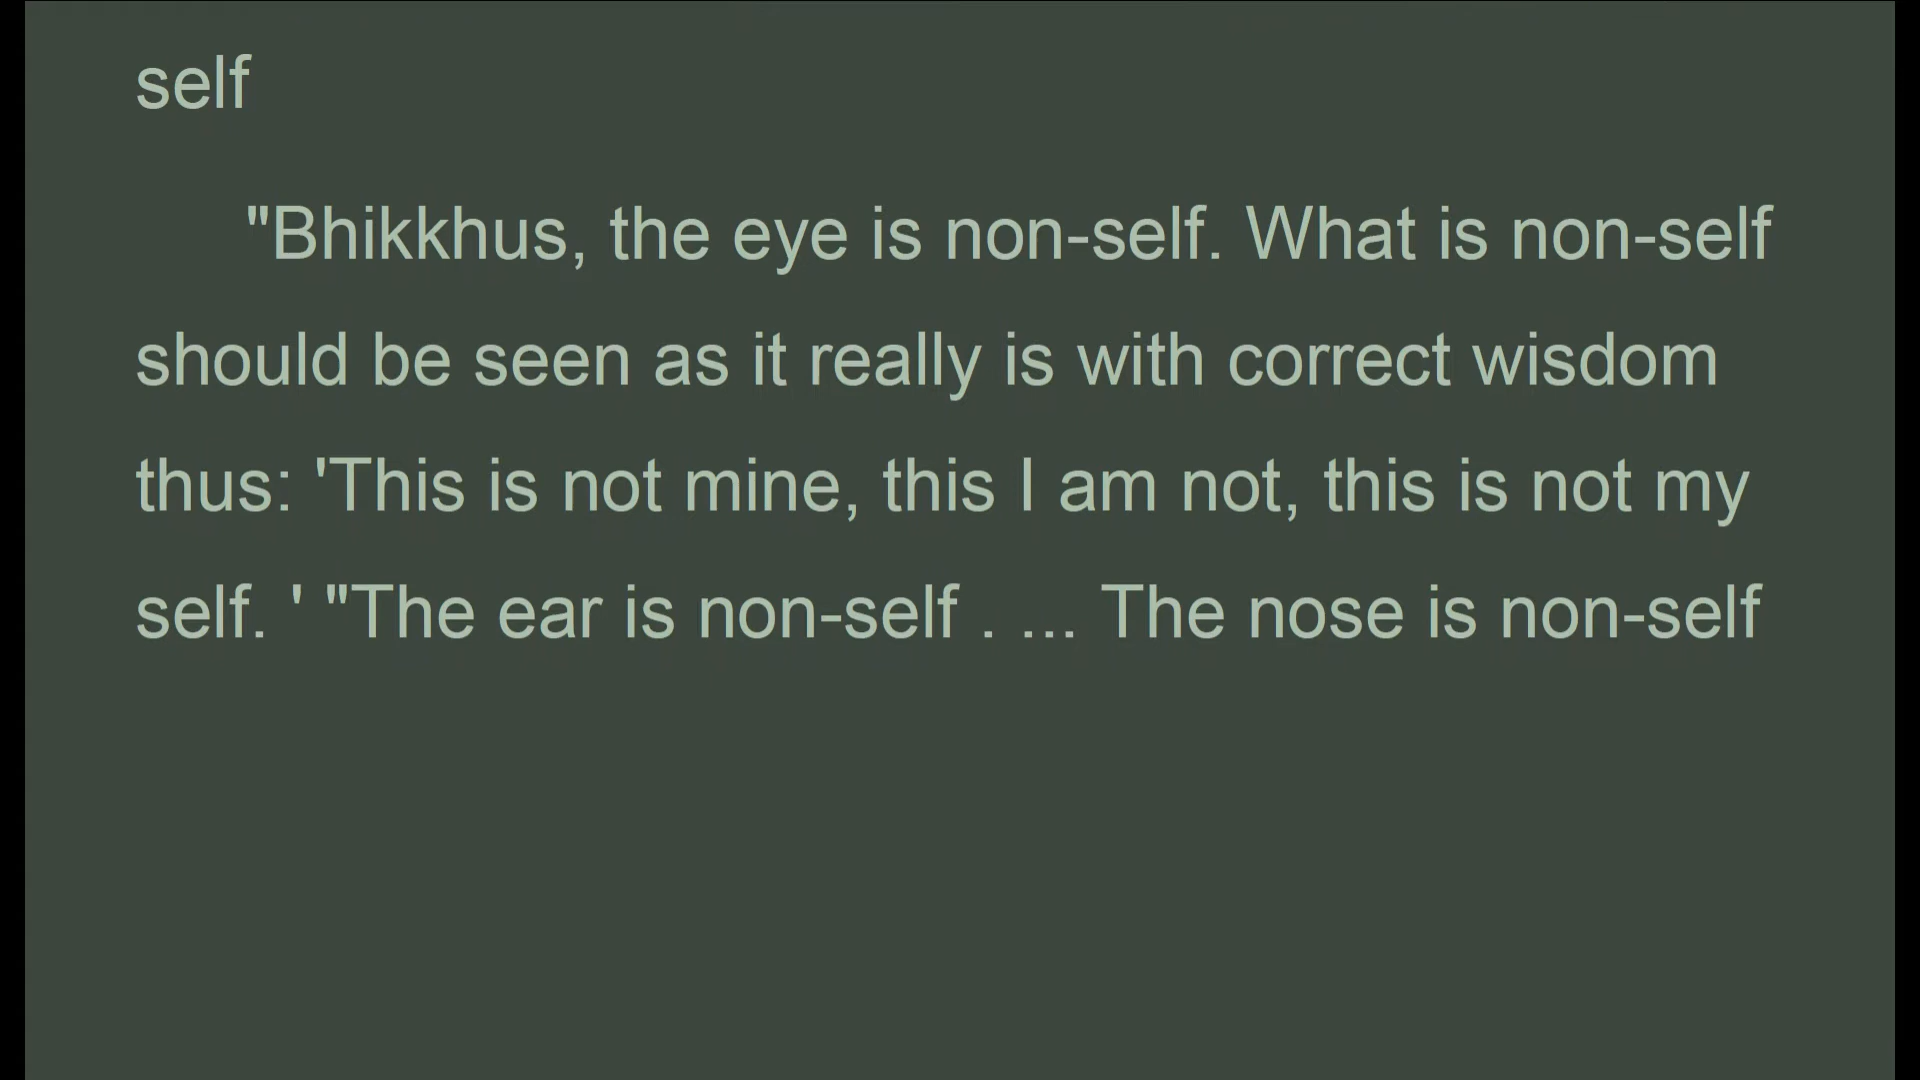 self
"Bhikkhus, the eye is non-self. What is non-self
should be seen as it really is with correct wisdom
thus: 'This is not mine, this I am not, this is not my
self. ' "The ear is non-self . ... The nose is non-self